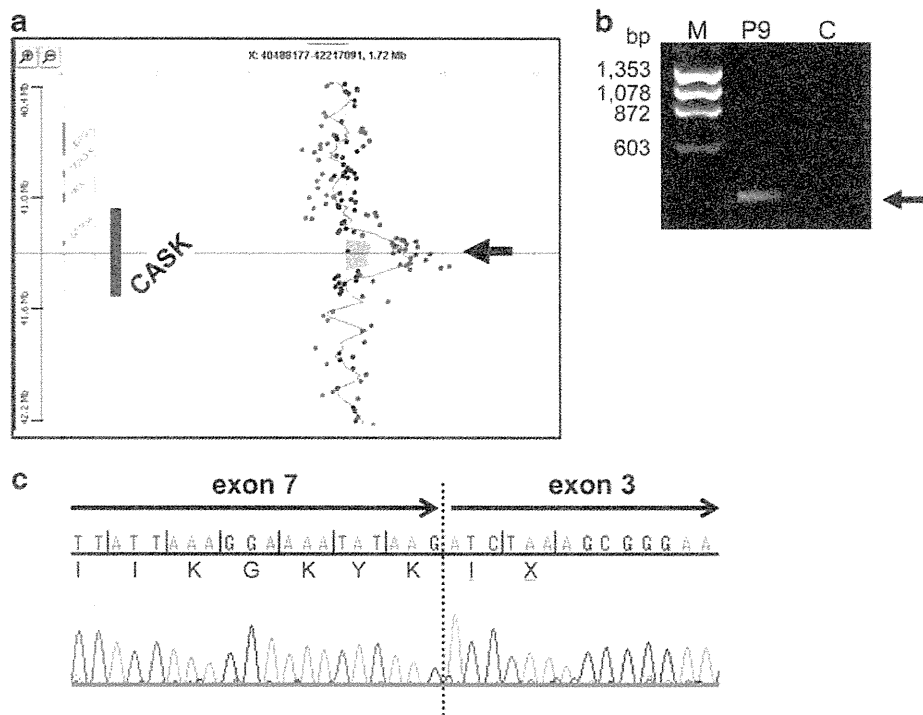 a
X: 40488177-42217091, 1.72 Mb
40.4 Mb
41.0 Mb
41.6 Mb
42.2 Mb
CASK
b
bp M P9 C
1,353
1,078
872
603
c
exon 7 exon 3
T T|A T T|A A A|G G A|A A A|T A T|A A G|A T C|T A A|A G C G G G A A
I I K G K Y K I X